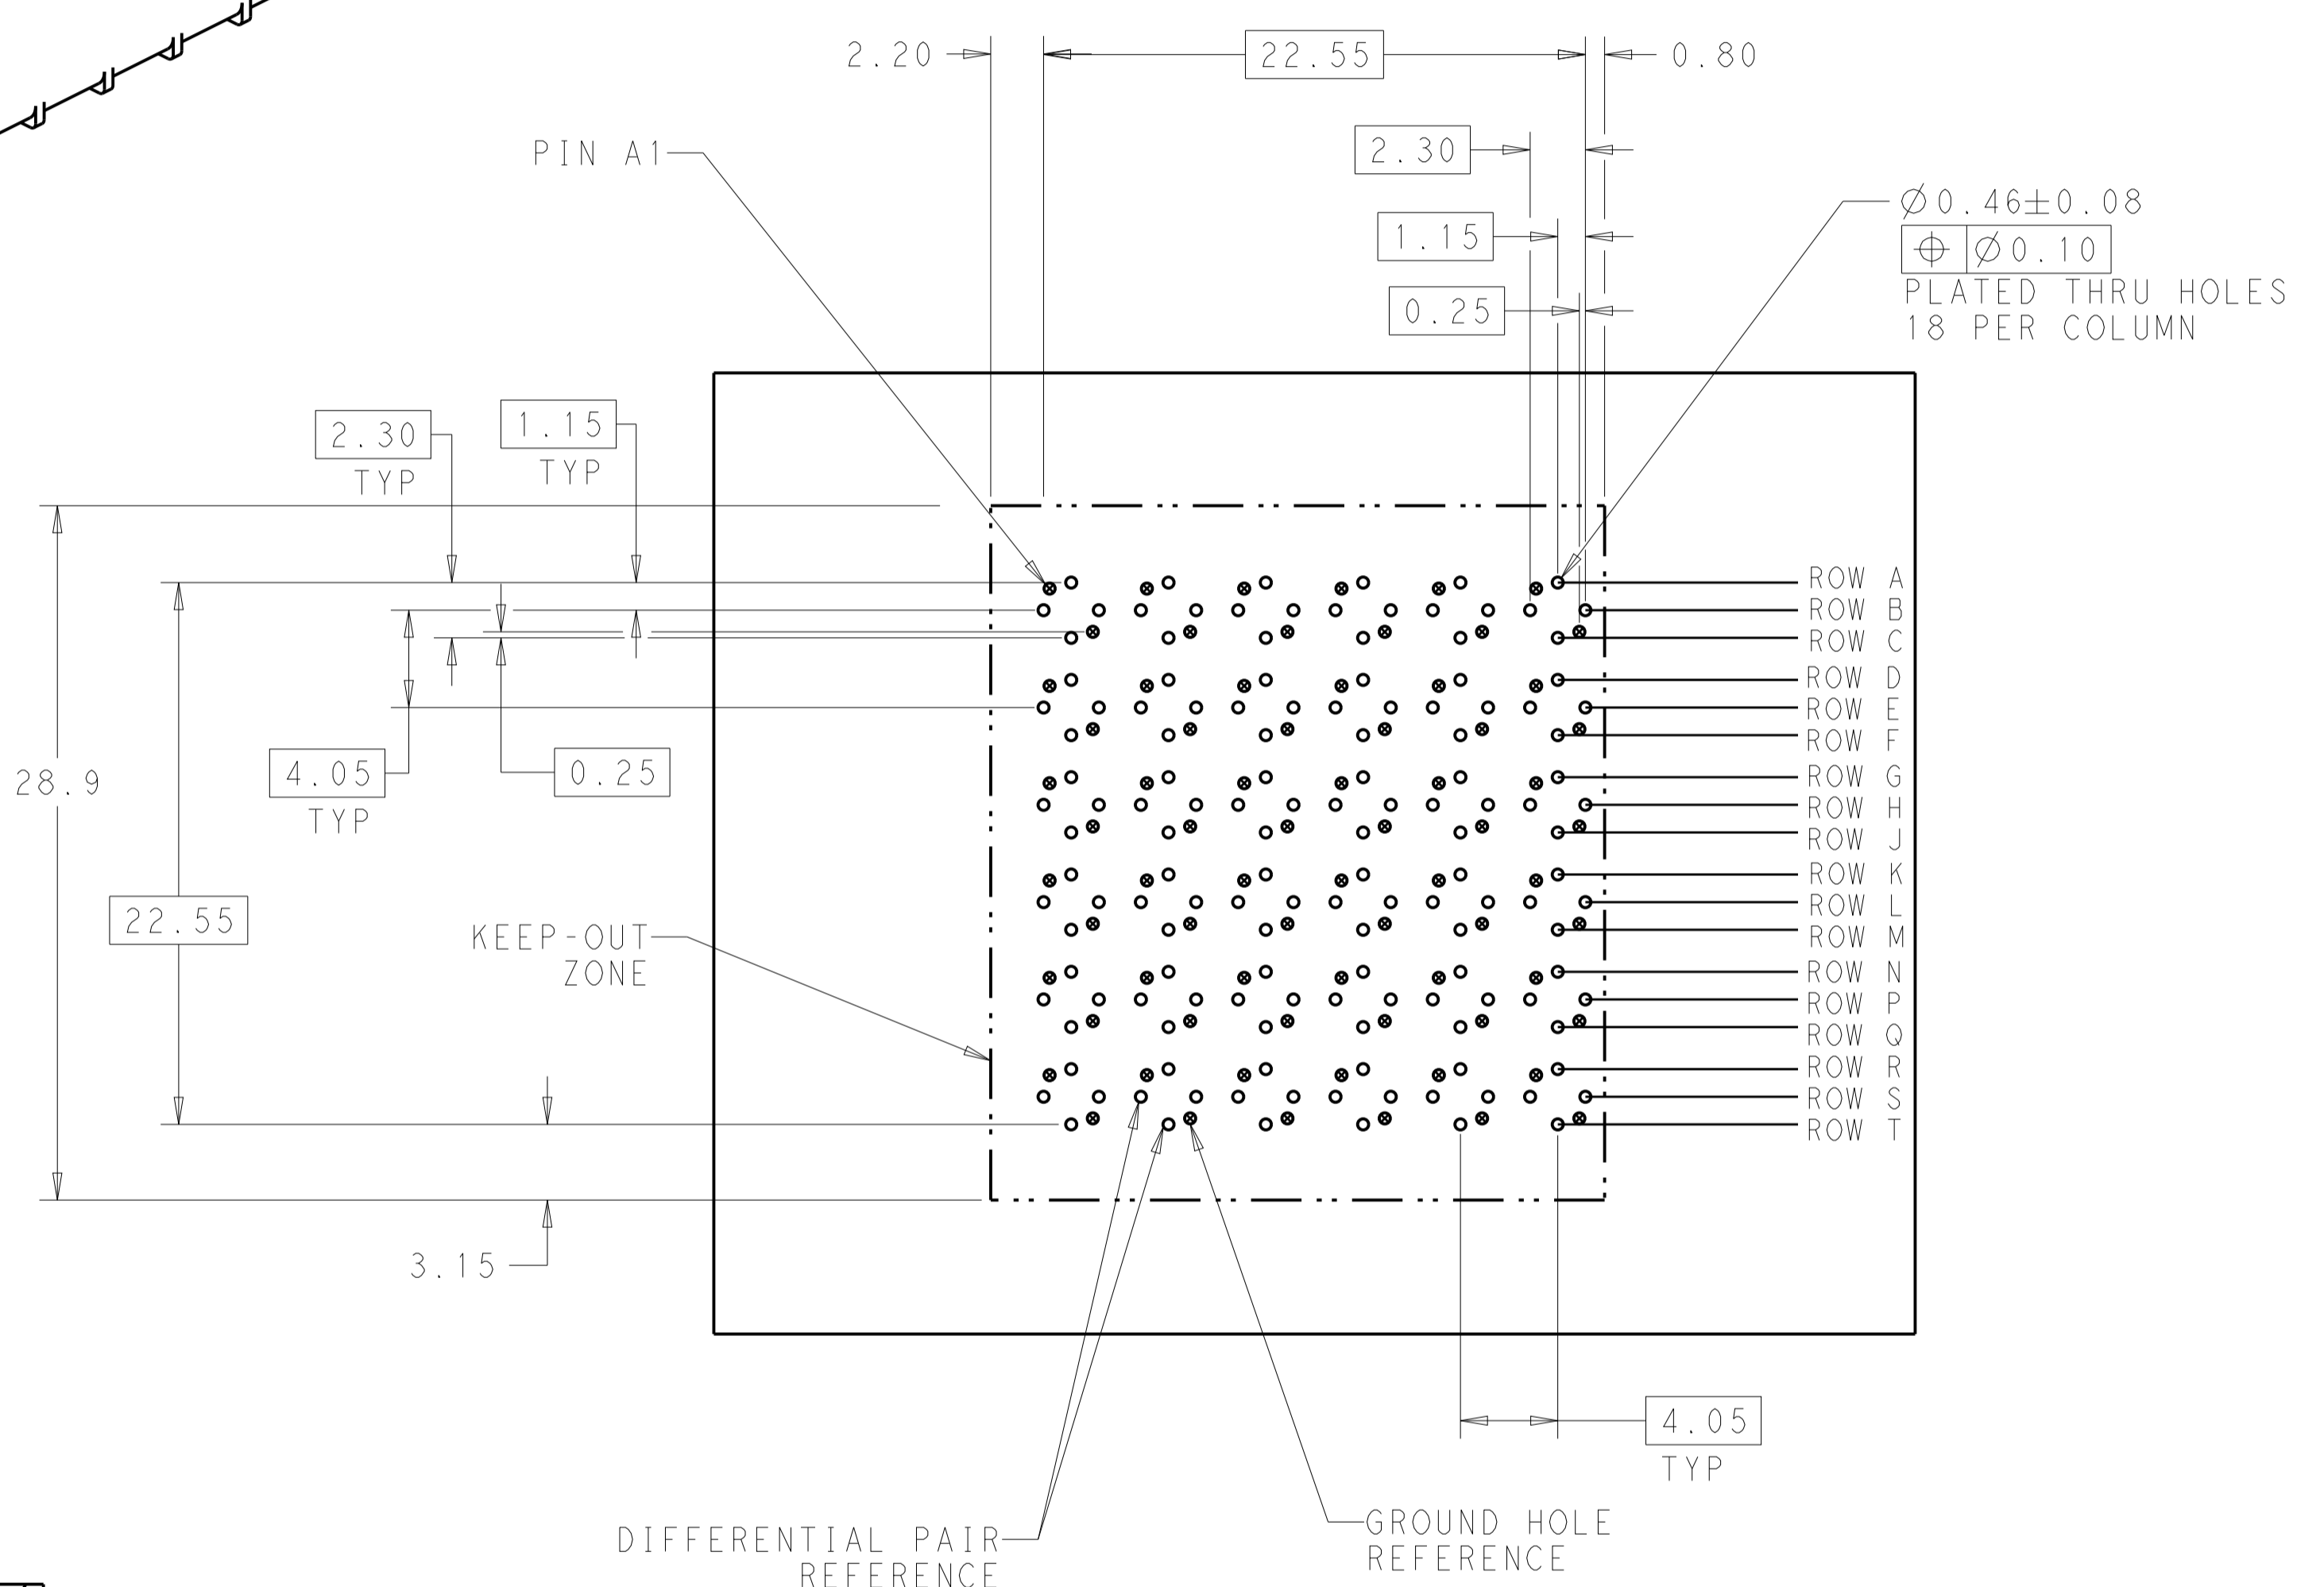 2.20
22.55
0.80
2.30
PIN A1
1.15
0.25
Ø0.46±0.08
⌖ Ø0.10
PLATED THRU HOLES
18 PER COLUMN
2.30
TYP
1.15
TYP
ROW A
ROW B
ROW C
ROW D
ROW E
ROW F
ROW G
ROW H
ROW J
ROW K
ROW L
ROW M
ROW N
ROW P
ROW Q
ROW R
ROW S
ROW T
28.9
4.05
TYP
0.25
22.55
KEEP-OUT
ZONE
3.15
4.05
TYP
DIFFERENTIAL PAIR
REFERENCE
GROUND HOLE
REFERENCE